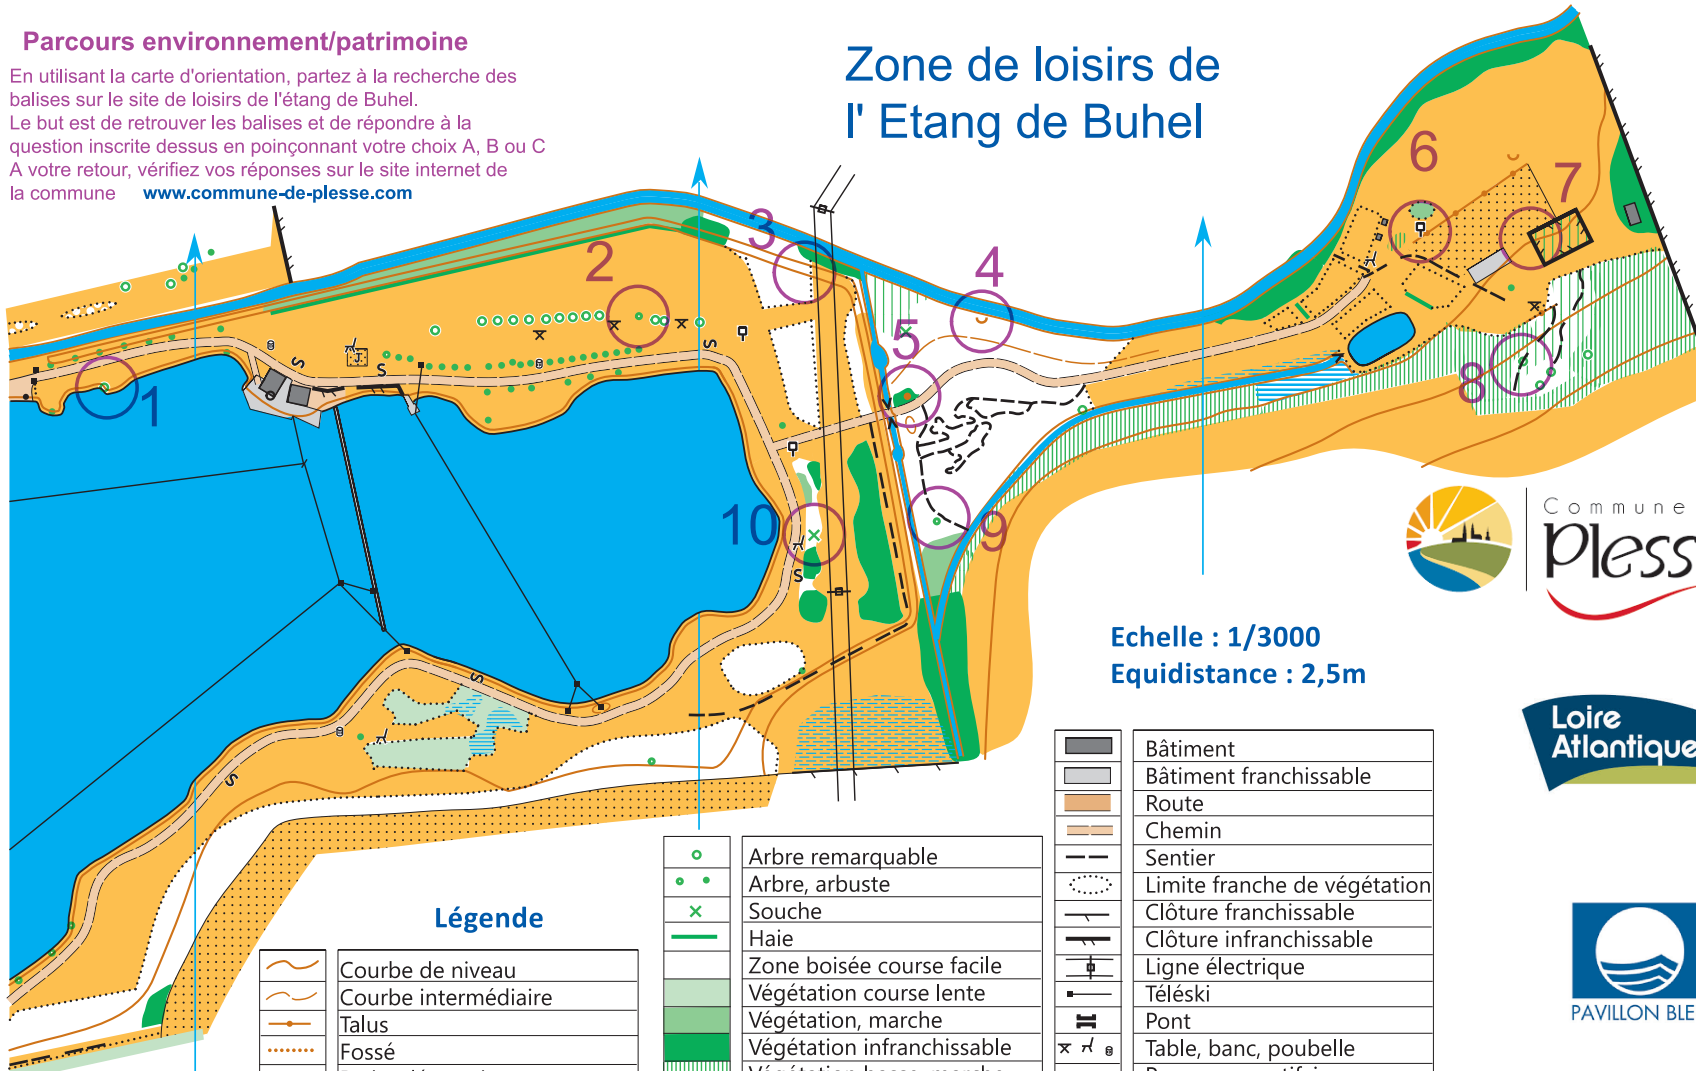 Parcours environnement/patrimoine
En utilisant la carte d'orientation, partez à la recherche des
balises sur le site de loisirs de l'étang de Buhel.
Le but est de retrouver les balises et de répondre à la
question inscrite dessus en poinçonnant votre choix A, B ou C
A votre retour, vérifiez vos réponses sur le site internet de
la commune www.commune-de-plesse.com
Zone de loisirs de
l' Etang de Buhel
1
2
3
4
5
6
7
8
9
10
J
Commune
Pless
Echelle : 1/3000
Equidistance : 2,5m
Loire
Atlantique
PAVILLON BLE
Légende
Courbe de niveau
Courbe intermédiaire
Talus
Fossé
Arbre remarquable
Arbre, arbuste
Souche
Haie
Zone boisée course facile
Végétation course lente
Végétation, marche
Végétation infranchissable
Végétation basse, marche
Bâtiment
Bâtiment franchissable
Route
Chemin
Sentier
Limite franche de végétation
Clôture franchissable
Clôture infranchissable
Ligne électrique
Téléski
Pont
Table, banc, poubelle